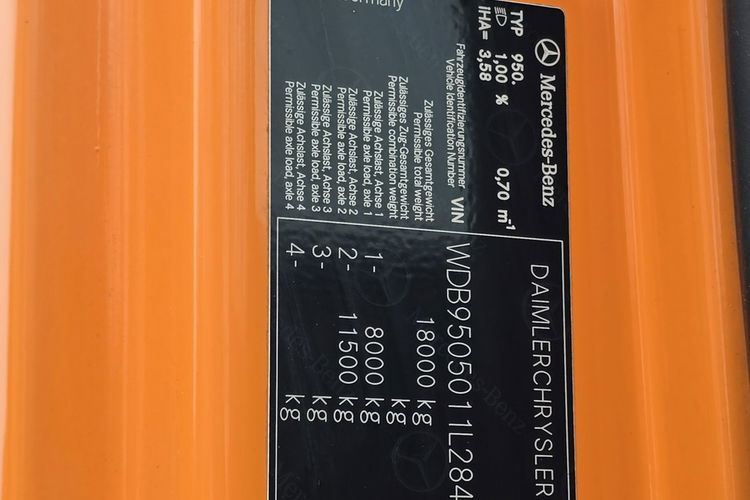 Mercedes-Benz
TYP 950.
1,00 % 0,70 m-1
IHA= 3,58
DAIMLERCHRYSLER
Fahrzeugidentifizierungsnummer
Vehicle Identification Number VIN WDB9505011L284
Zulässiges Gesamtgewicht
Permissible total weight 18000 kg
Zulässiges Zug-Gesamtgewicht
Permissible combination weight kg
Zulässige Achslast, Achse 1
Permissible axle load, axle 1 1- 8000 kg
Zulässige Achslast, Achse 2
Permissible axle load, axle 2 2- 11500 kg
Zulässige Achslast, Achse 3
Permissible axle load, axle 3 3- kg
Zulässige Achslast, Achse 4
Permissible axle load, axle 4 4- kg